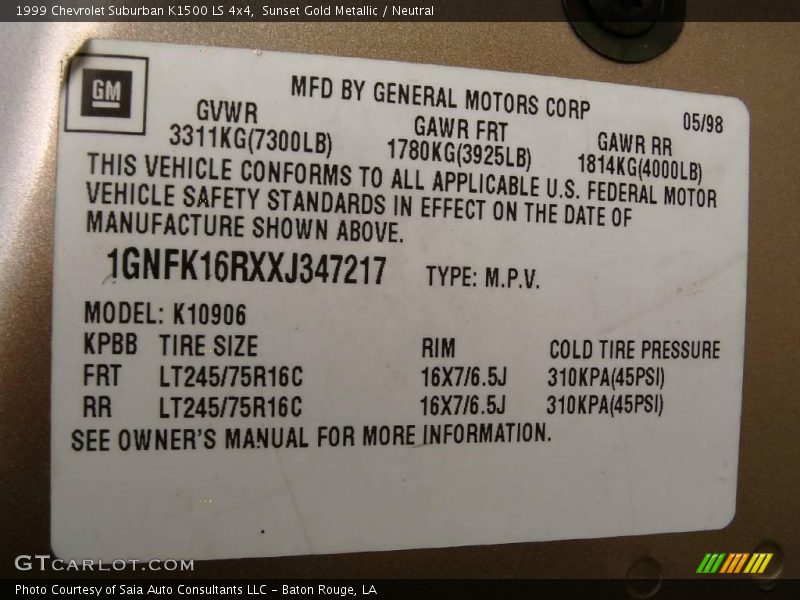 1999 Chevrolet Suburban K1500 LS 4x4, Sunset Gold Metallic / Neutral
GM
MFD BY GENERAL MOTORS CORP
05/98
GVWR GAWR FRT GAWR RR
3311KG(7300LB) 1780KG(3925LB) 1814KG(4000LB)
THIS VEHICLE CONFORMS TO ALL APPLICABLE U.S. FEDERAL MOTOR
VEHICLE SAFETY STANDARDS IN EFFECT ON THE DATE OF
MANUFACTURE SHOWN ABOVE.
1GNFK16RXXJ347217 TYPE: M.P.V.
MODEL: K10906
KPBB TIRE SIZE RIM COLD TIRE PRESSURE
FRT LT245/75R16C 16X7/6.5J 310KPA(45PSI)
RR LT245/75R16C 16X7/6.5J 310KPA(45PSI)
SEE OWNER'S MANUAL FOR MORE INFORMATION.
GTCARLOT.COM
Photo Courtesy of Saia Auto Consultants LLC - Baton Rouge, LA